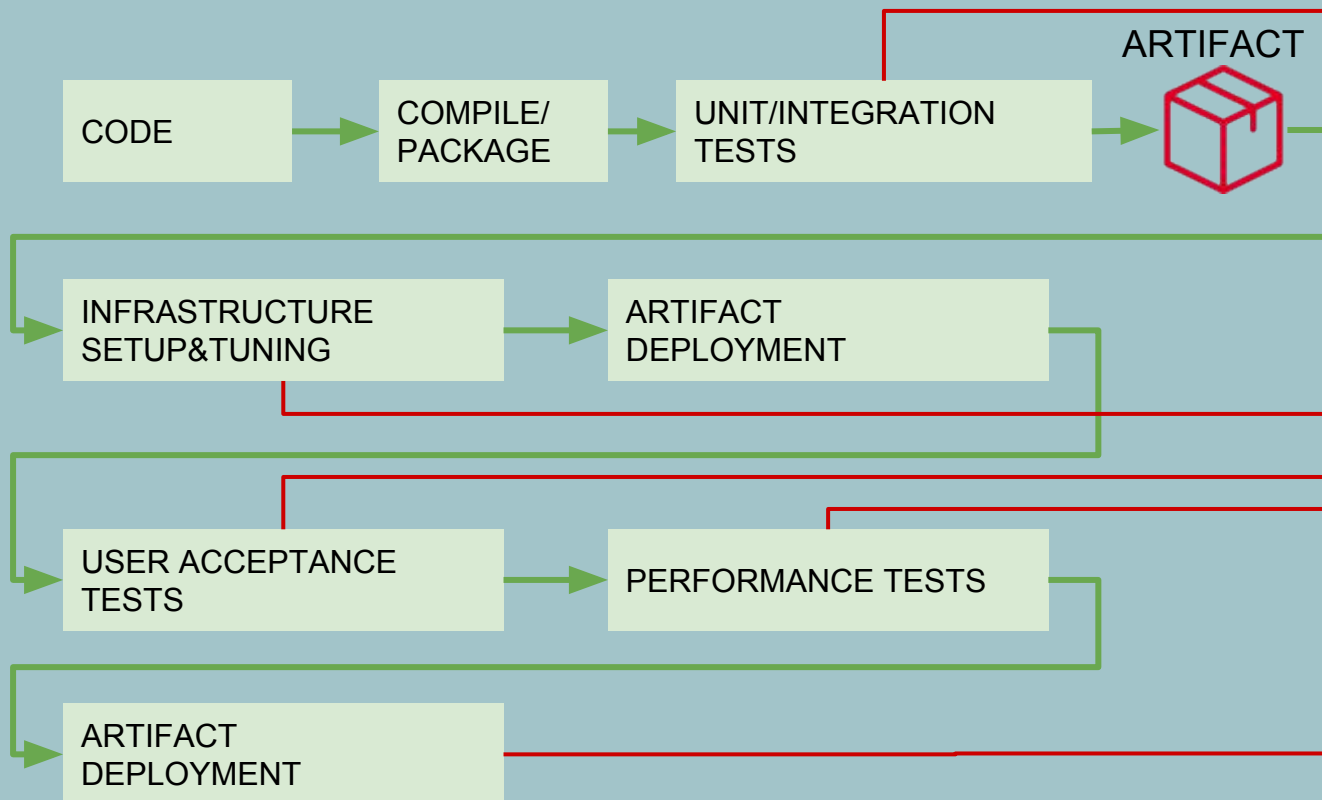 ARTIFACT
CODE
COMPILE/
PACKAGE
UNIT/INTEGRATION
TESTS
INFRASTRUCTURE
SETUP&TUNING
ARTIFACT
DEPLOYMENT
USER ACCEPTANCE
TESTS
PERFORMANCE TESTS
ARTIFACT
DEPLOYMENT